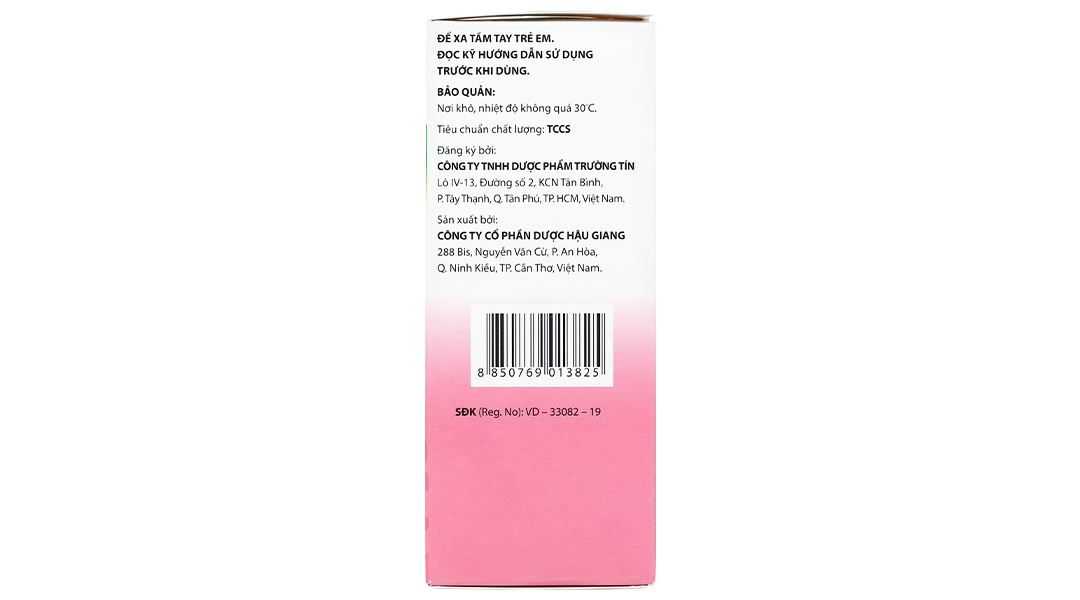 ĐỂ XA TẦM TAY TRẺ EM.
ĐỌC KỸ HƯỚNG DẪN SỬ DỤNG
TRƯỚC KHI DÙNG.
BẢO QUẢN:
Nơi khô, nhiệt độ không quá 30°C.
Tiêu chuẩn chất lượng: TCCS
Đăng ký bởi:
CÔNG TY TNHH DƯỢC PHẨM TRƯỜNG TÍN
Lô IV-13, Đường số 2, KCN Tân Bình,
P. Tây Thạnh, Q. Tân Phú, TP. HCM, Việt Nam.
Sản xuất bởi:
CÔNG TY CỔ PHẦN DƯỢC HẬU GIANG
288 Bis, Nguyễn Văn Cừ, P. An Hòa,
Q. Ninh Kiều, TP. Cần Thơ, Việt Nam.
8 850769 013825
SĐK (Reg. No): VD – 33082 – 19